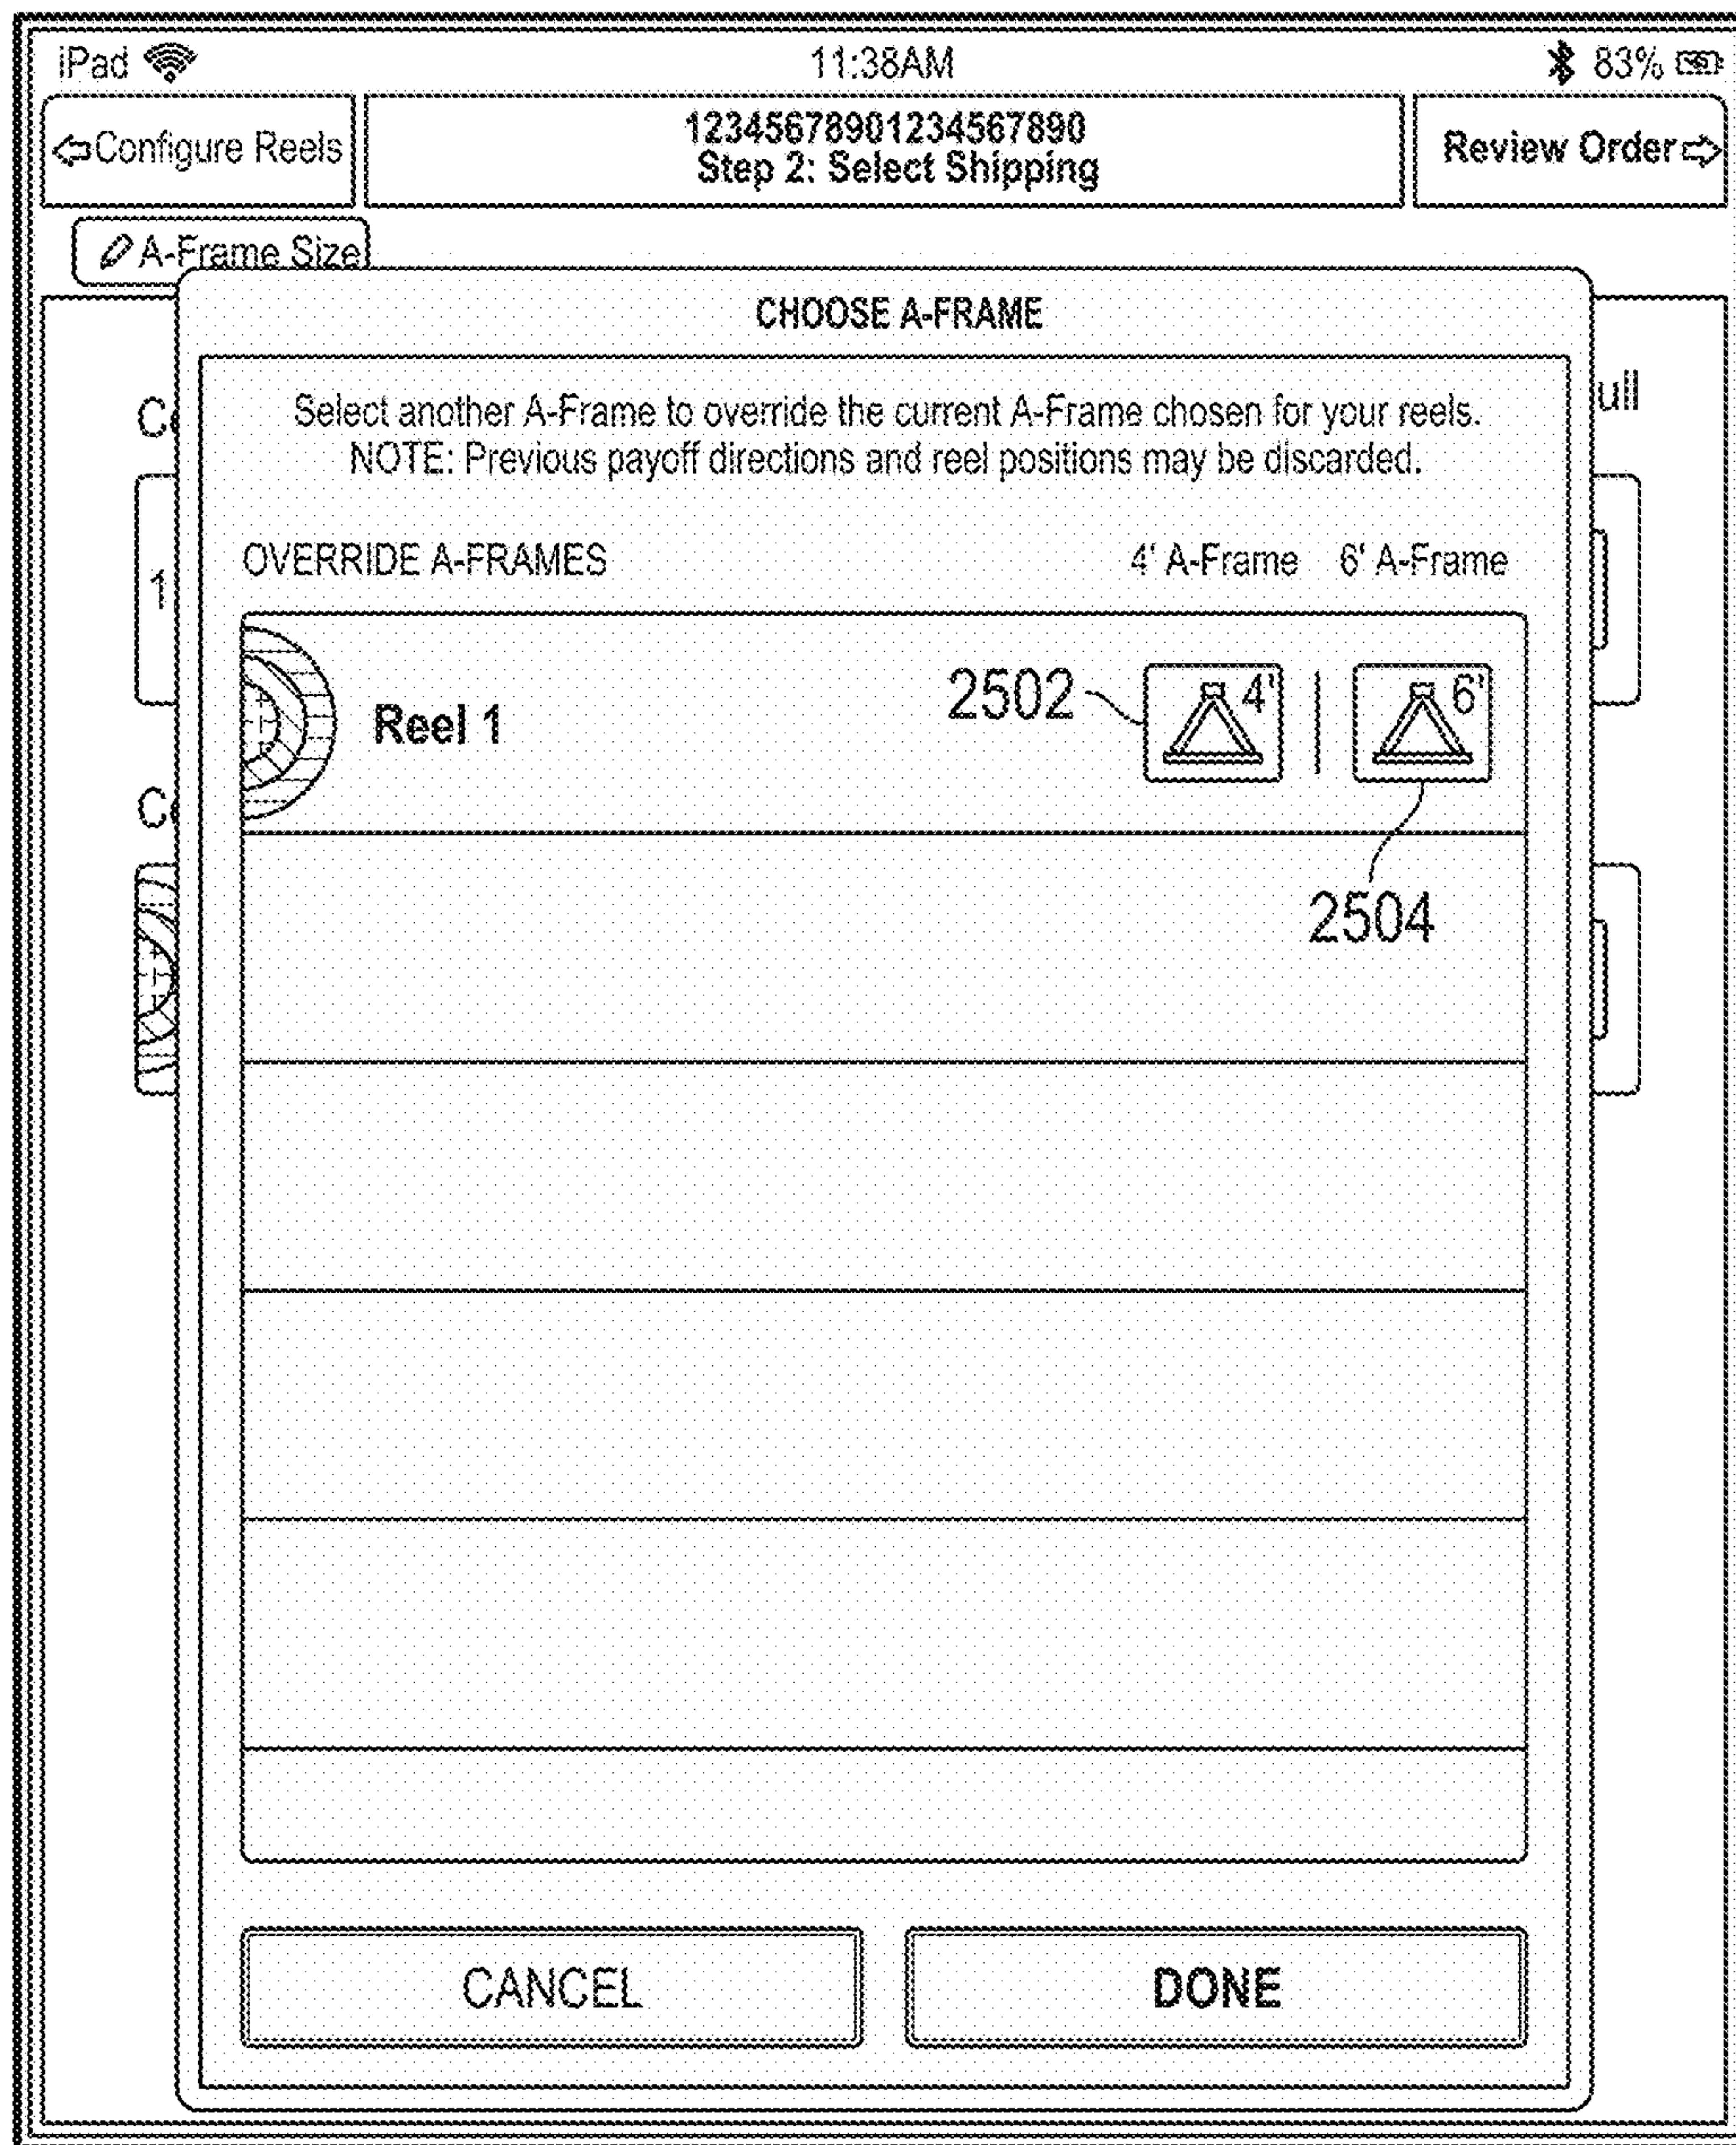 iPad 11:38AM 83%
Configure Reels
12345678901234567890
Step 2: Select Shipping
Review Order
A-Frame Size
CHOOSE A-FRAME
Select another A-Frame to override the current A-Frame chosen for your reels.
NOTE: Previous payoff directions and reel positions may be discarded.
OVERRIDE A-FRAMES 4' A-Frame 6' A-Frame
1
Reel 1 2502 4' 6'
2504
CANCEL DONE